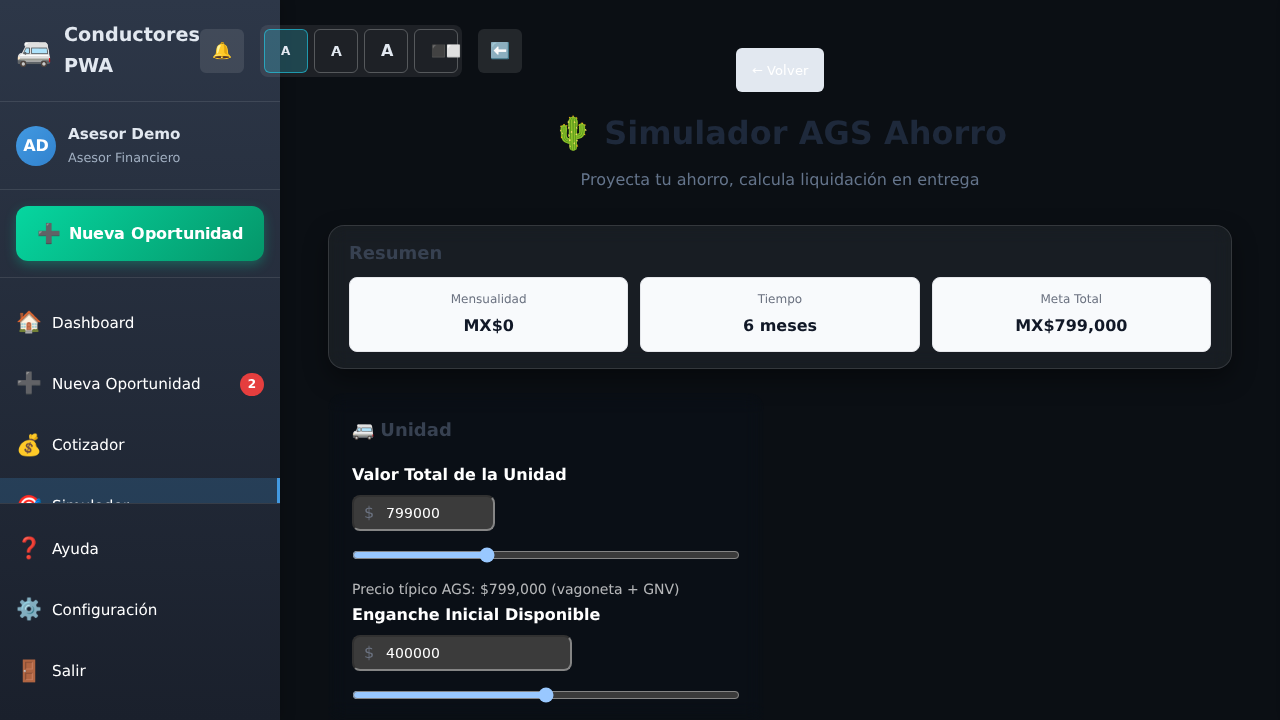 Conductores
PWA
A
A
A
← Volver
Asesor Demo
AD
Asesor Financiero
Nueva Oportunidad
Dashboard
Nueva Oportunidad
2
Cotizador
Simulador
Ayuda
Configuración
Salir
Simulador AGS Ahorro
Proyecta tu ahorro, calcula liquidación en entrega
Resumen
Mensualidad
MX$0
Tiempo
6 meses
Meta Total
MX$799,000
Unidad
Valor Total de la Unidad
$ 799000
Precio típico AGS: $799,000 (vagoneta + GNV)
Enganche Inicial Disponible
$ 400000